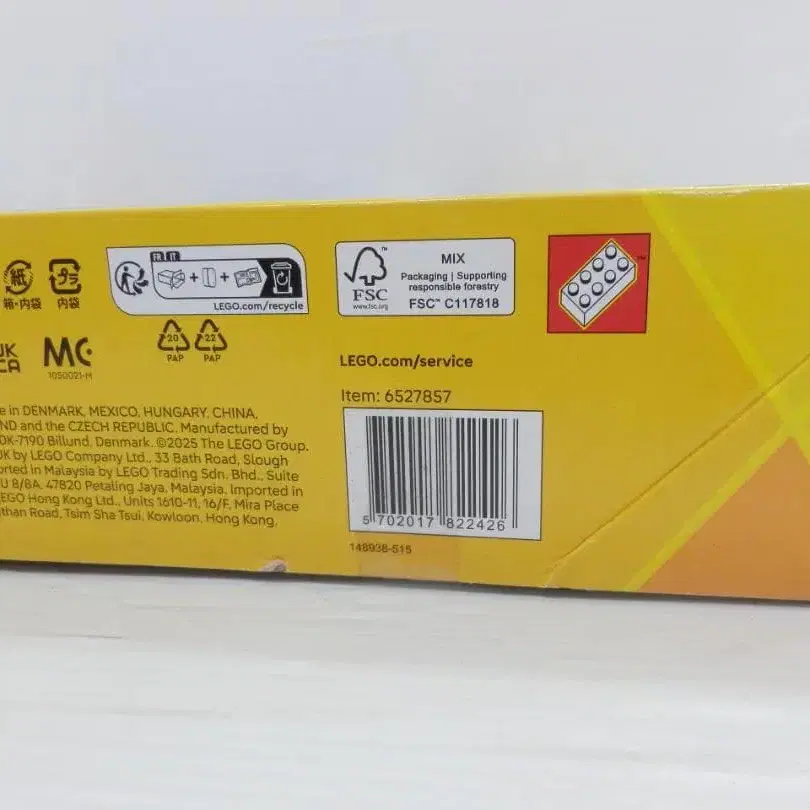 紙
箱・内袋
プラ
内袋
FR IT
LEGO.com/recycle
FSC™
www.fsc.org
MIX
Packaging | Supporting
responsible forestry
FSC™ C117818
™
UK
CA
MC
1050021-M
20
PAP
22
PAP
LEGO.com/service
Item: 6527857
e in DENMARK, MEXICO, HUNGARY, CHINA,
ND and the CZECH REPUBLIC. Manufactured by
DK-7190 Billund, Denmark. ©2025 The LEGO Group.
UK by LEGO Company Ltd., 33 Bath Road, Slough
orted in Malaysia by LEGO Trading Sdn. Bhd., Suite
U 8/8A, 47820 Petaling Jaya, Malaysia. Imported in
LEGO Hong Kong Ltd., Units 1610-11, 16/F, Mira Place
than Road, Tsim Sha Tsui, Kowloon, Hong Kong.
5 702017 822426
148938-515